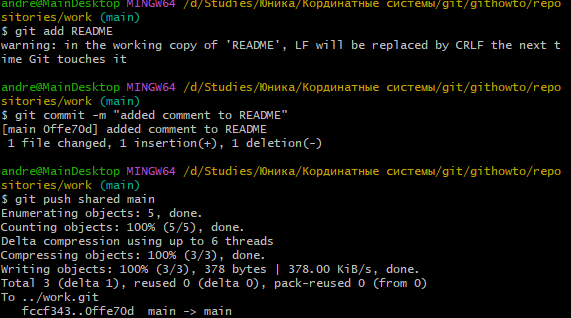 andre@MainDesktop MINGW64 /d/Studies/Юника/Кординатные системы/git/githowto/repo
sitories/work (main)
$ git add README
warning: in the working copy of 'README', LF will be replaced by CRLF the next t
ime Git touches it

andre@MainDesktop MINGW64 /d/Studies/Юника/Кординатные системы/git/githowto/repo
sitories/work (main)
$ git commit -m "added comment to README"
[main 0ffe70d] added comment to README
 1 file changed, 1 insertion(+), 1 deletion(-)

andre@MainDesktop MINGW64 /d/Studies/Юника/Кординатные системы/git/githowto/repo
sitories/work (main)
$ git push shared main
Enumerating objects: 5, done.
Counting objects: 100% (5/5), done.
Delta compression using up to 6 threads
Compressing objects: 100% (3/3), done.
Writing objects: 100% (3/3), 378 bytes | 378.00 KiB/s, done.
Total 3 (delta 1), reused 0 (delta 0), pack-reused 0 (from 0)
To ../work.git
   fccf343..0ffe70d  main -> main